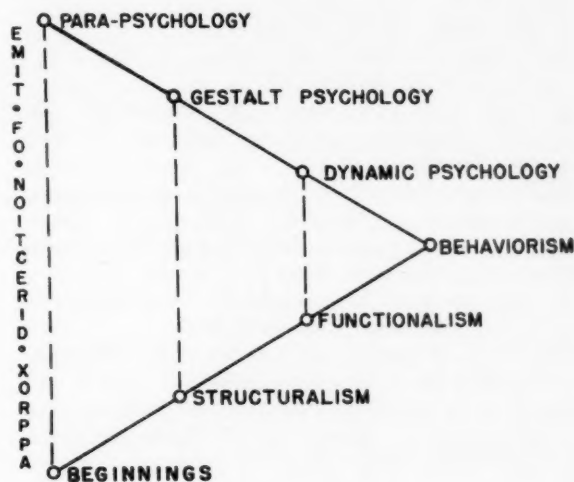 PARA-PSYCHOLOGY
GESTALT PSYCHOLOGY
DYNAMIC PSYCHOLOGY
BEHAVIORISM
FUNCTIONALISM
STRUCTURALISM
BEGINNINGS
APPROX•DIRECTION•OF•TIME